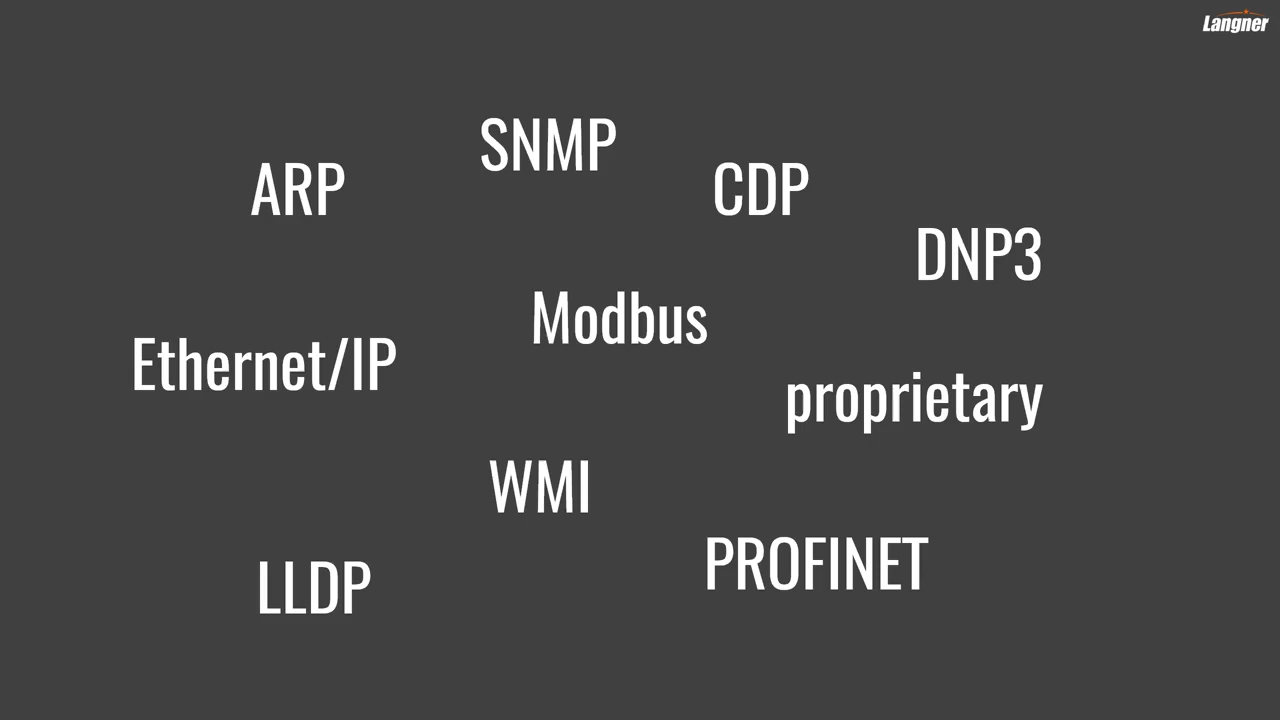 Langner
SNMP
ARP
CDP
DNP3
Modbus
Ethernet/IP
proprietary
WMI
PROFINET
LLDP